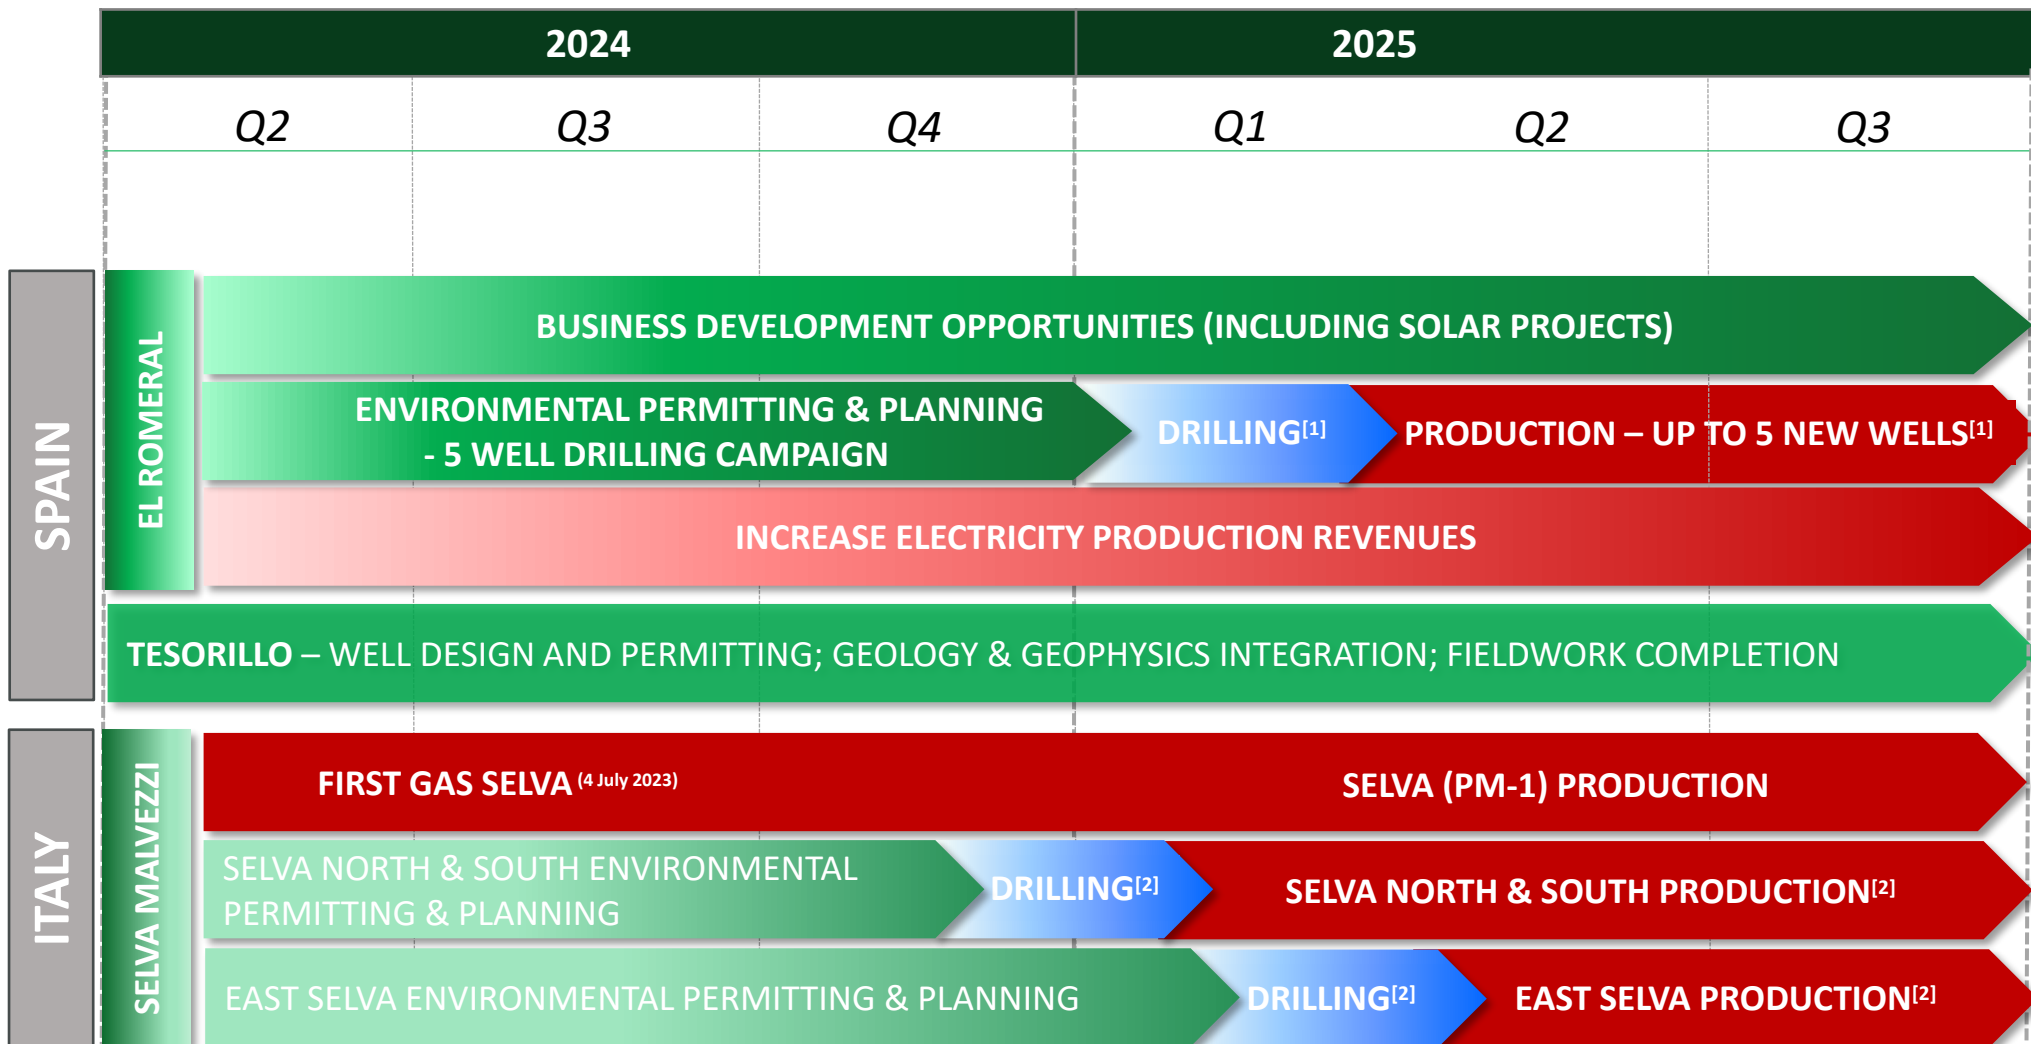 2024
2025
Q2
Q3
Q4
Q1
Q2
Q3
SPAIN
EL ROMERAL
BUSINESS DEVELOPMENT OPPORTUNITIES (INCLUDING SOLAR PROJECTS)
ENVIRONMENTAL PERMITTING & PLANNING
- 5 WELL DRILLING CAMPAIGN
DRILLING[1]
PRODUCTION – UP TO 5 NEW WELLS[1]
INCREASE ELECTRICITY PRODUCTION REVENUES
TESORILLO – WELL DESIGN AND PERMITTING; GEOLOGY & GEOPHYSICS INTEGRATION; FIELDWORK COMPLETION
ITALY
SELVA MALVEZZI
FIRST GAS SELVA (4 July 2023)
SELVA (PM-1) PRODUCTION
SELVA NORTH & SOUTH ENVIRONMENTAL
PERMITTING & PLANNING
DRILLING[2]
SELVA NORTH & SOUTH PRODUCTION[2]
EAST SELVA ENVIRONMENTAL PERMITTING & PLANNING
DRILLING[2]
EAST SELVA PRODUCTION[2]